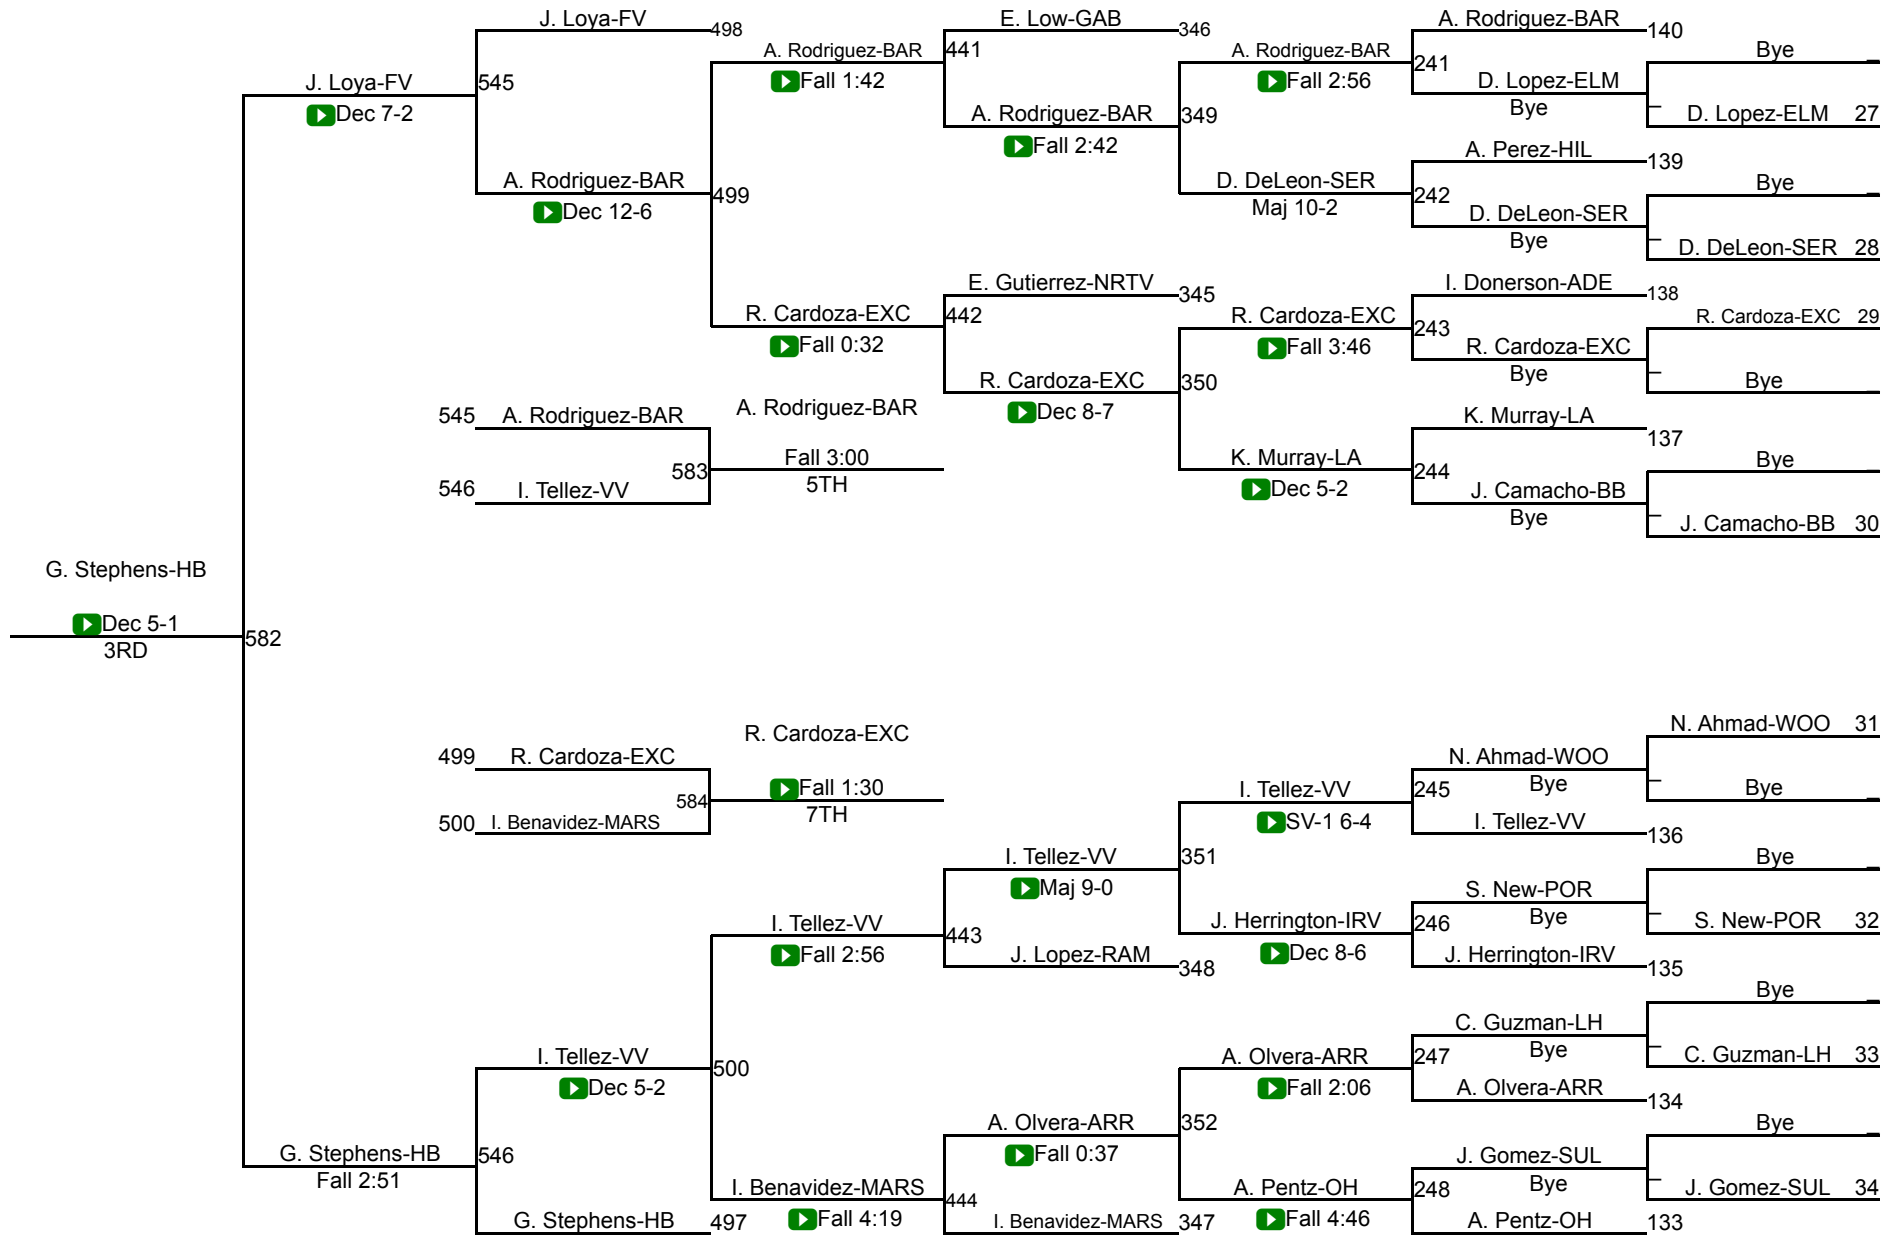 J. Loya-FV
498
E. Low-GAB
346
A. Rodriguez-BAR
140
A. Rodriguez-BAR
441
A. Rodriguez-BAR
Bye
_
J. Loya-FV
545
Fall 1:42
Fall 2:56
241
D. Lopez-ELM
Dec 7-2
A. Rodriguez-BAR
349
Bye
_
D. Lopez-ELM 27
Fall 2:42
A. Perez-HIL
139
A. Rodriguez-BAR
499
D. DeLeon-SER
Bye
_
Dec 12-6
Maj 10-2
242
D. DeLeon-SER
Bye
_
D. DeLeon-SER 28
E. Gutierrez-NRTV
345
I. Donerson-ADE
138
R. Cardoza-EXC
442
R. Cardoza-EXC
R. Cardoza-EXC 29
Fall 0:32
Fall 3:46
243
R. Cardoza-EXC
R. Cardoza-EXC
350
Bye
_
Bye
_
545
A. Rodriguez-BAR
A. Rodriguez-BAR
Dec 8-7
K. Murray-LA
137
583
Fall 3:00
K. Murray-LA
Bye
_
546
I. Tellez-VV
5TH
Dec 5-2
244
J. Camacho-BB
Bye
_
J. Camacho-BB 30
G. Stephens-HB
Dec 5-1
3RD
582
N. Ahmad-WOO 31
R. Cardoza-EXC
499
R. Cardoza-EXC
N. Ahmad-WOO
Fall 1:30
I. Tellez-VV
245
Bye
_
Bye
_
584
7TH
500
I. Benavidez-MARS
SV-1 6-4
I. Tellez-VV
136
I. Tellez-VV
351
Bye
_
Maj 9-0
S. New-POR
I. Tellez-VV
J. Herrington-IRV
246
Bye
_
S. New-POR 32
443
Fall 2:56
J. Lopez-RAM
348
Dec 8-6
J. Herrington-IRV
135
Bye
_
C. Guzman-LH
I. Tellez-VV
500
A. Olvera-ARR
247
Bye
_
C. Guzman-LH 33
Dec 5-2
Fall 2:06
A. Olvera-ARR
134
A. Olvera-ARR
352
Bye
_
G. Stephens-HB
546
Fall 0:37
J. Gomez-SUL
Fall 2:51
I. Benavidez-MARS
444
A. Pentz-OH
248
Bye
_
J. Gomez-SUL 34
G. Stephens-HB
497
Fall 4:19
I. Benavidez-MARS
347
Fall 4:46
A. Pentz-OH
133